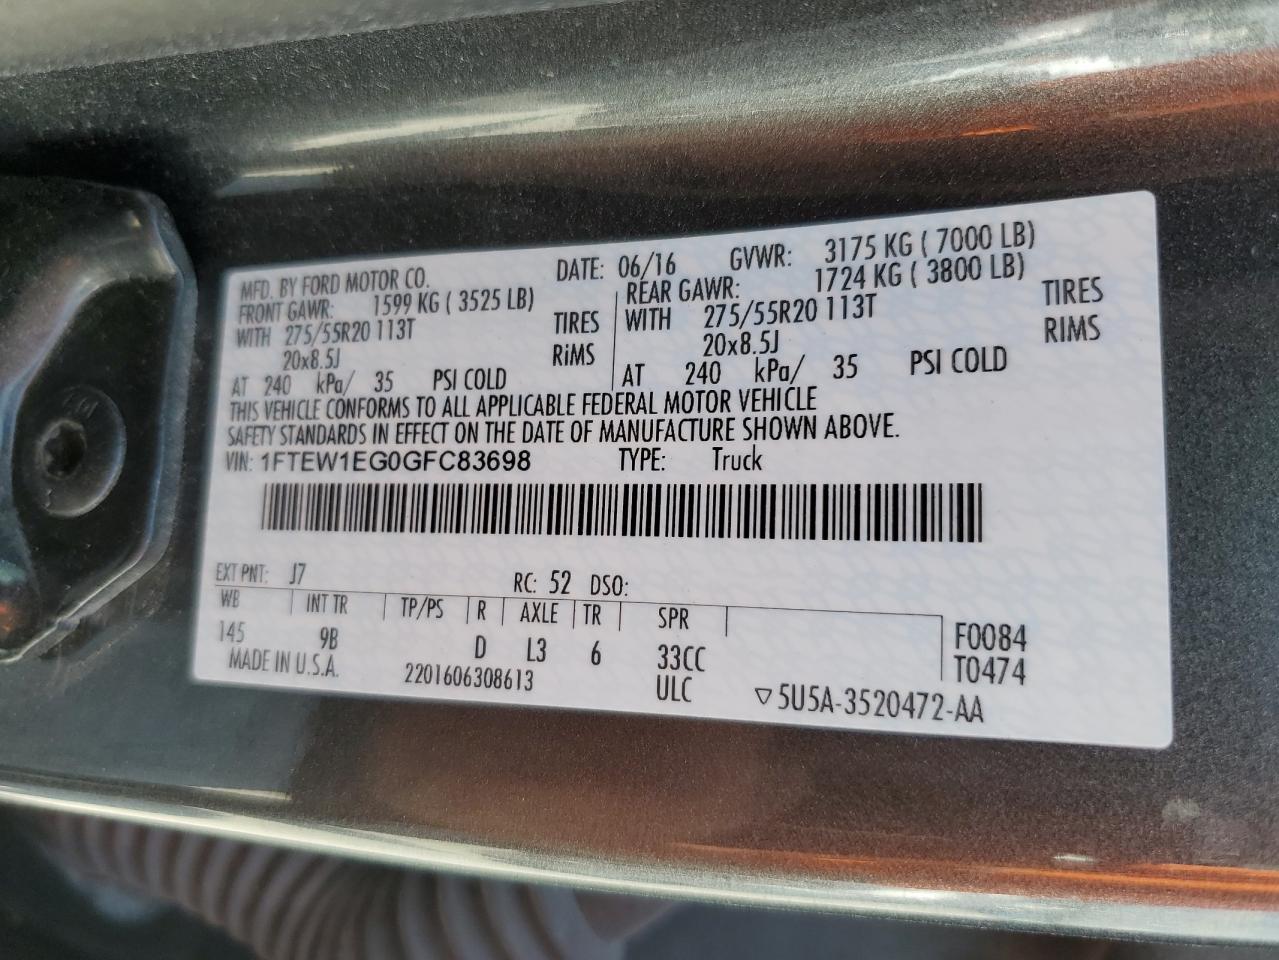 MFD. BY FORD MOTOR CO. DATE: 06/16 GVWR: 3175 KG ( 7000 LB)
FRONT GAWR: 1599 KG ( 3525 LB) REAR GAWR: 1724 KG ( 3800 LB)
WITH 275/55R20 113T TIRES WITH 275/55R20 113T TIRES
20x8.5J RiMS 20x8.5J RIMS
AT 240 kPa/ 35 PSI COLD AT 240 kPa/ 35 PSI COLD
THIS VEHICLE CONFORMS TO ALL APPLICABLE FEDERAL MOTOR VEHICLE
SAFETY STANDARDS IN EFFECT ON THE DATE OF MANUFACTURE SHOWN ABOVE.
VIN: 1FTEW1EG0GFC83698 TYPE: Truck
EXT PNT: J7 RC: 52 DSO:
WB INT TR TP/PS R AXLE TR SPR
145 9B D L3 6 33CC F0084
MADE IN U.S.A. 2201606308613 ULC T0474
▽5U5A-3520472-AA